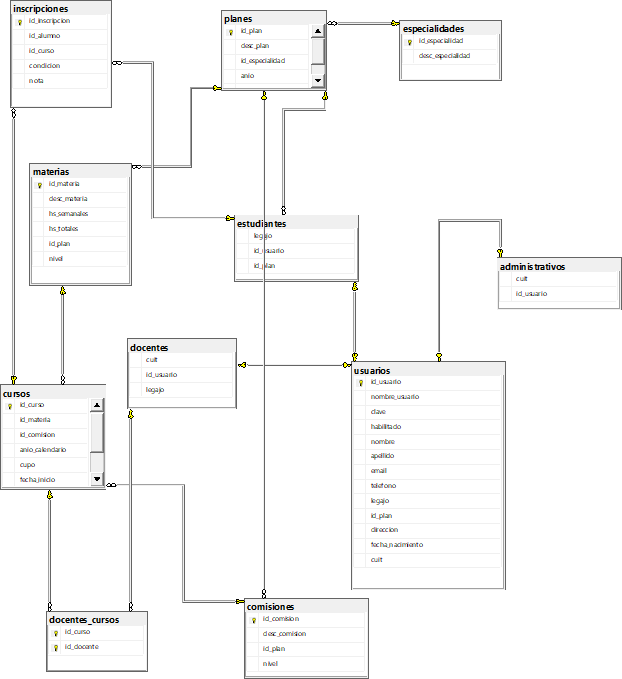 inscripciones
id_inscripcion
id_alumno
id_curso
condicion
nota
planes
id_plan
desc_plan
id_especialidad
anio
especialidades
id_especialidad
desc_especialidad
materias
id_materia
desc_materia
hs_semanales
hs_totales
id_plan
nivel
estudiantes
legajo
id_usuario
id_plan
administrativos
cuit
id_usuario
docentes
cuit
id_usuario
legajo
usuarios
id_usuario
nombre_usuario
clave
habilitado
nombre
apellido
email
telefono
legajo
id_plan
direccion
fecha_nacimiento
cuit
cursos
id_curso
id_materia
id_comision
anio_calendario
cupo
fecha_inicio
docentes_cursos
id_curso
id_docente
comisiones
id_comision
desc_comision
id_plan
nivel